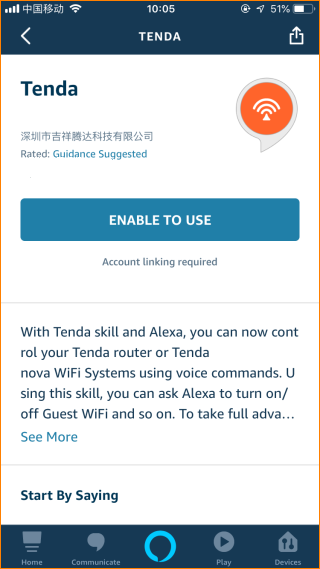 中国移动 10:05 51%
TENDA
Tenda
深圳市吉祥腾达科技有限公司
Rated: Guidance Suggested
ENABLE TO USE
Account linking required
With Tenda skill and Alexa, you can now cont
rol your Tenda router or Tenda
nova WiFi Systems using voice commands. U
sing this skill, you can ask Alexa to turn on/
off Guest WiFi and so on. To take full adva...
See More
Start By Saying
Home Communicate Play Devices